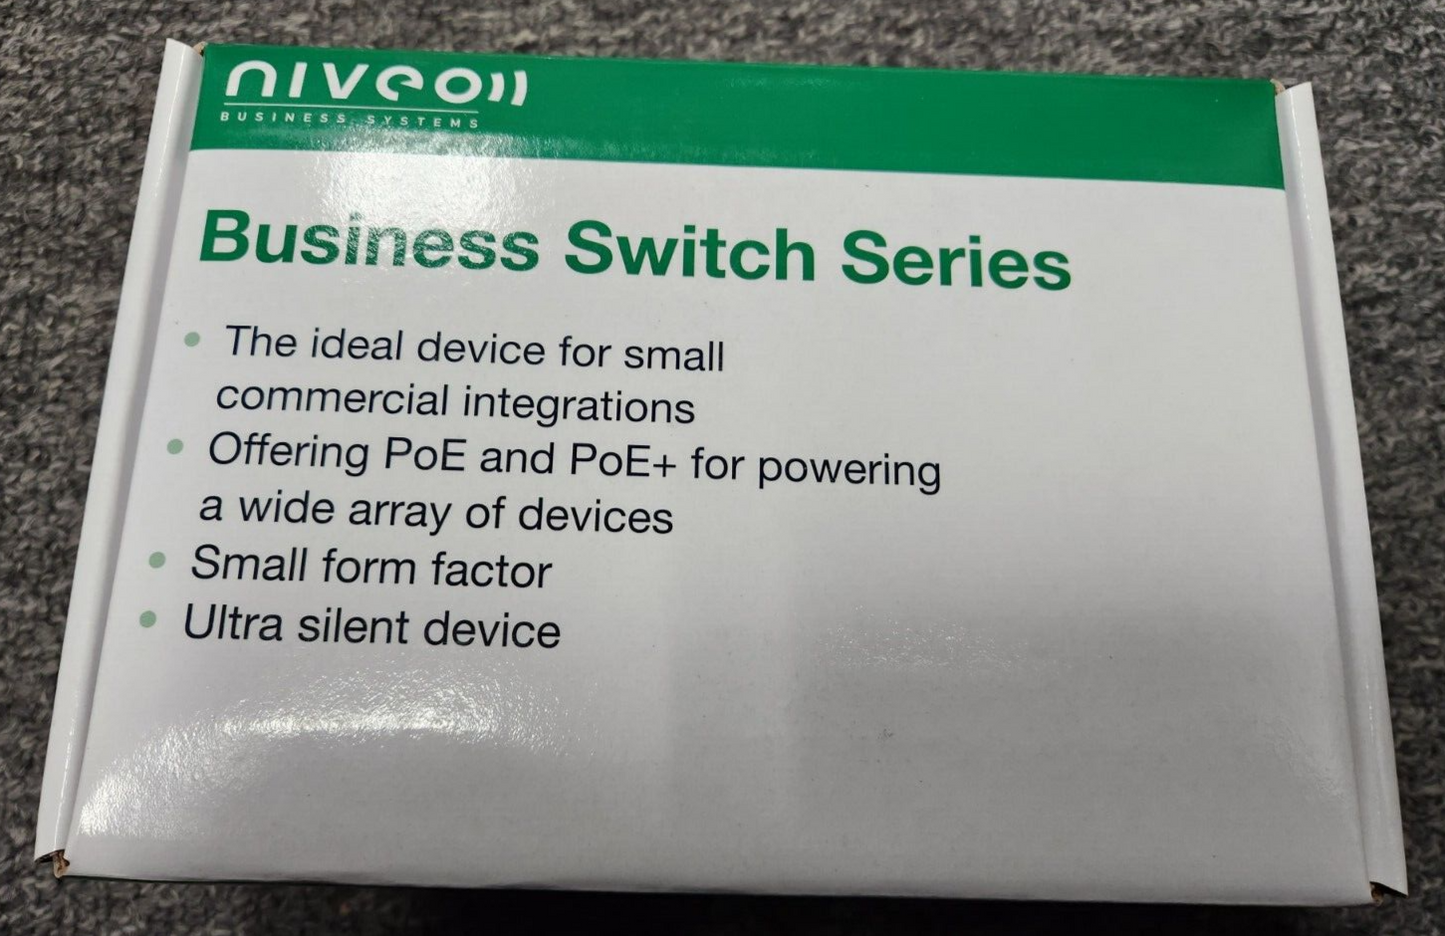 niveo
BUSINESS SYSTEMS
Business Switch Series
• The ideal device for small
commercial integrations
• Offering PoE and PoE+ for powering
a wide array of devices
• Small form factor
• Ultra silent device